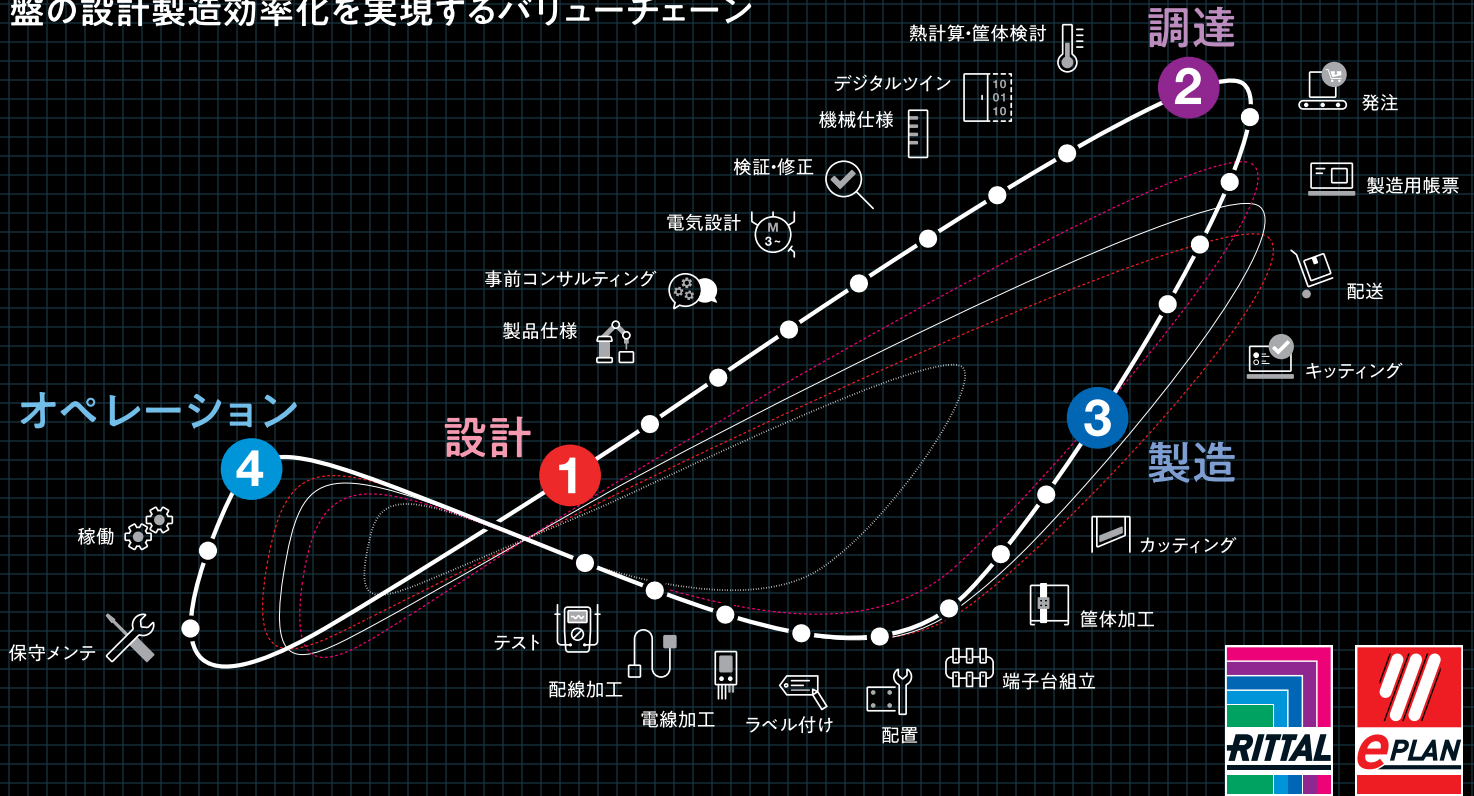 盤の設計製造効率化を実現するバリューチェーン
調達
2
熱計算・筐体検討
デジタルツイン
10
01
10
機械仕様
検証・修正
電気設計
M
3~
事前コンサルティング
製品仕様
設計
1
発注
製造用帳票
配送
キッティング
3
製造
カッティング
筐体加工
端子台組立
配置
ラベル付け
電線加工
配線加工
テスト
オペレーション
4
稼働
保守メンテ
RITTAL
ePLAN